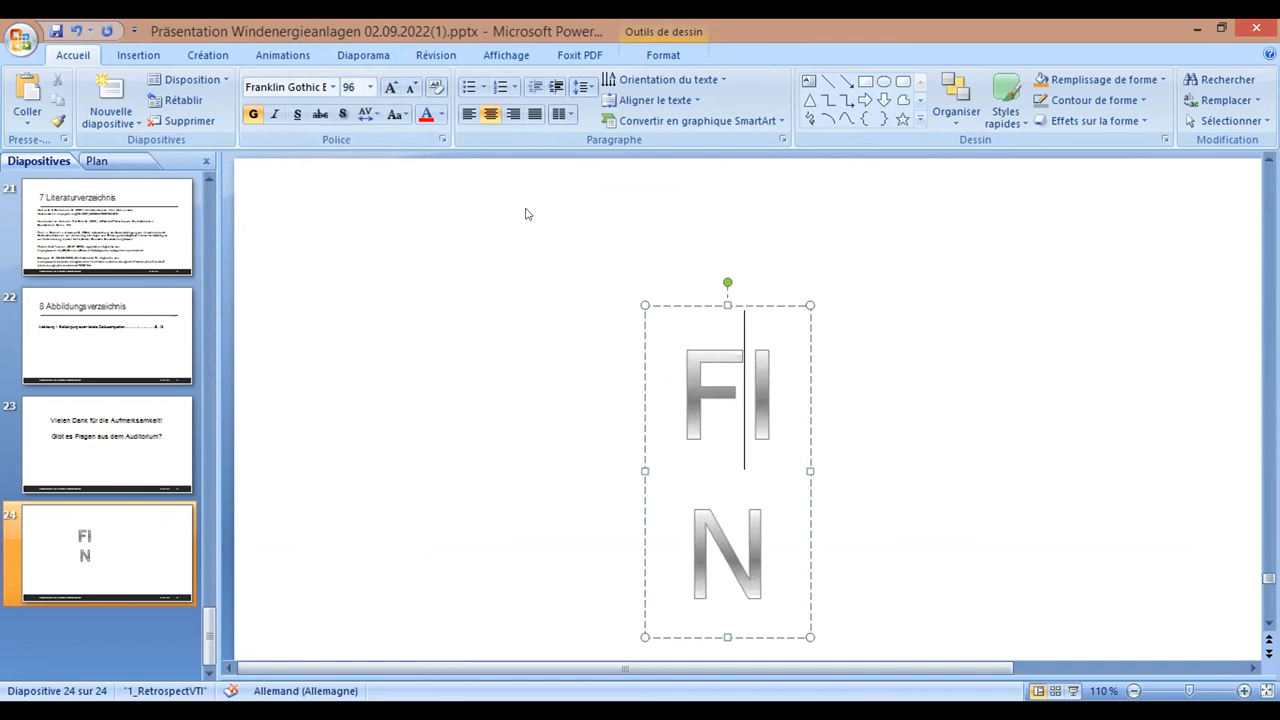 Präsentation Windenergieanlagen 02.09.2022(1).pptx - Microsoft Power...
Outils de dessin
Accueil
Insertion
Création
Animations
Diaporama
Révision
Affichage
Foxit PDF
Format
Coller
Presse-...
Nouvelle
diapositive
Disposition
Rétablir
Supprimer
Diapositives
Franklin Gothic E
96
G I S abc S AV Aa A
Police
Orientation du texte
Aligner le texte
Convertir en graphique SmartArt
Paragraphe
Organiser
Styles
rapides
Remplissage de forme
Contour de forme
Effets sur la forme
Dessin
Rechercher
Remplacer
Sélectionner
Modification
Diapositives
Plan
21
7 Literaturverzeichnis
22
8 Abbildungsverzeichnis
23
Vielen Dank für die Aufmerksamkeit!
Gibt es Fragen aus dem Auditorium?
24
FI
N
FI
N
Diapositive 24 sur 24
"1_RetrospectVTI"
Allemand (Allemagne)
110 %